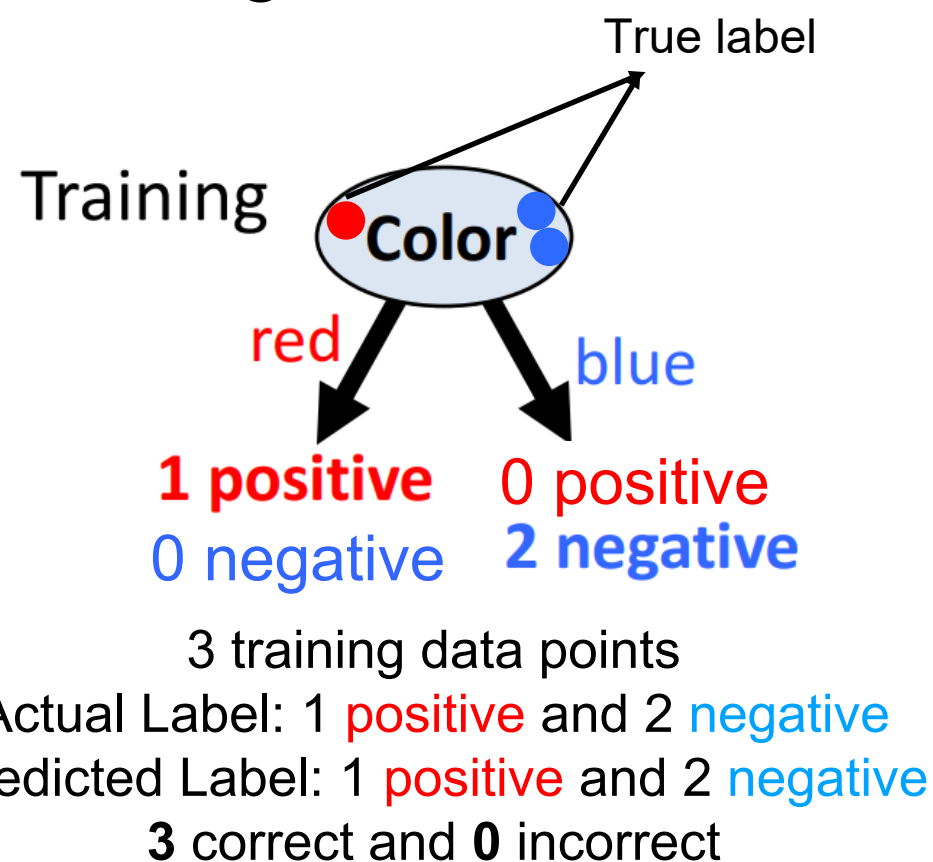 True label
Training
Color
red
blue
1 positive 0 positive
0 negative 2 negative
3 training data points
Actual Label: 1 positive and 2 negative
edicted Label: 1 positive and 2 negative
3 correct and 0 incorrect